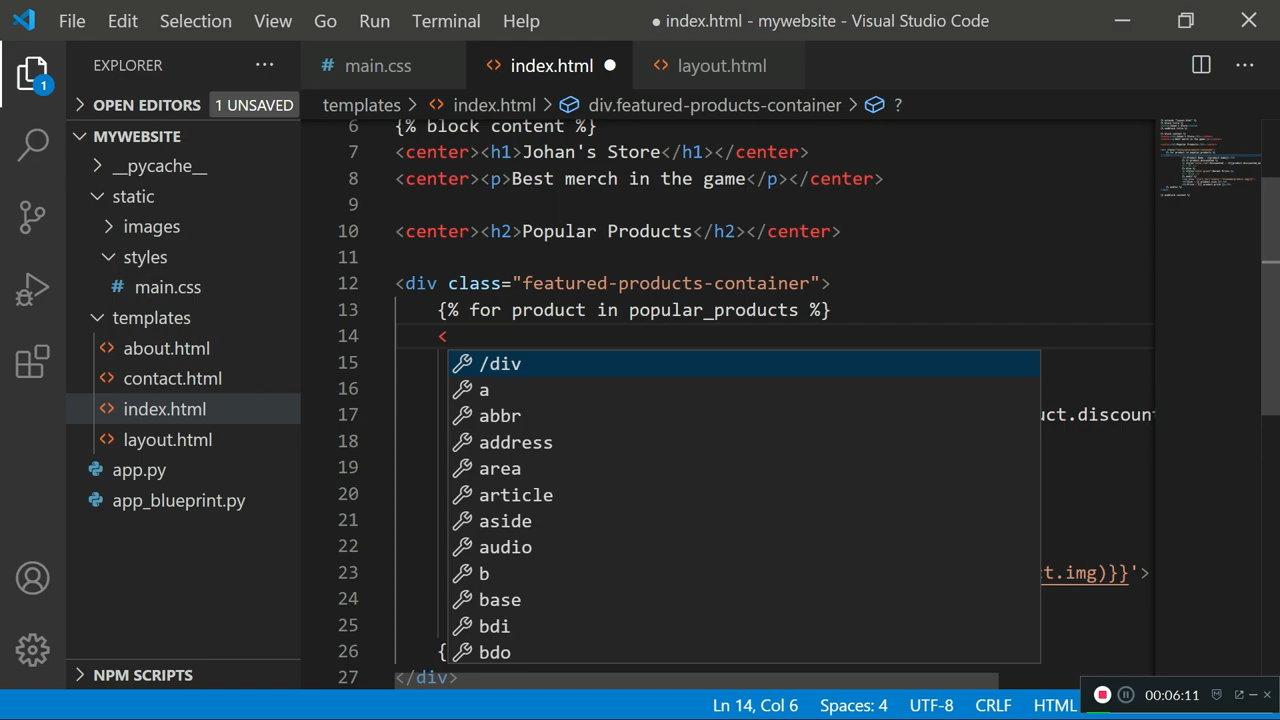 File Edit Selection View Go Run Terminal Help ● index.html - mywebsite - Visual Studio Code
EXPLORER
# main.css
<> index.html
<> layout.html
1
OPEN EDITORS 1 UNSAVED
templates > index.html > div.featured-products-container > ?
MYWEBSITE
__pycache__
static
images
styles
# main.css
templates
about.html
contact.html
index.html
layout.html
app.py
app_blueprint.py
NPM SCRIPTS
6 {% block content %}
7 <center><h1>Johan's Store</h1></center>
8 <center><p>Best merch in the game</p></center>
9
10 <center><h2>Popular Products</h2></center>
11
12 <div class="featured-products-container">
13 {% for product in popular_products %}
14 <
15 /div
16 a
17 abbr uct.discount
18 address
19 area
20 article
21 aside
22 audio
23 b ct.img)}}'>
24 base
25 bdi
26 { bdo
27 </div>
Ln 14, Col 6 Spaces: 4 UTF-8 CRLF HTML
00:06:11